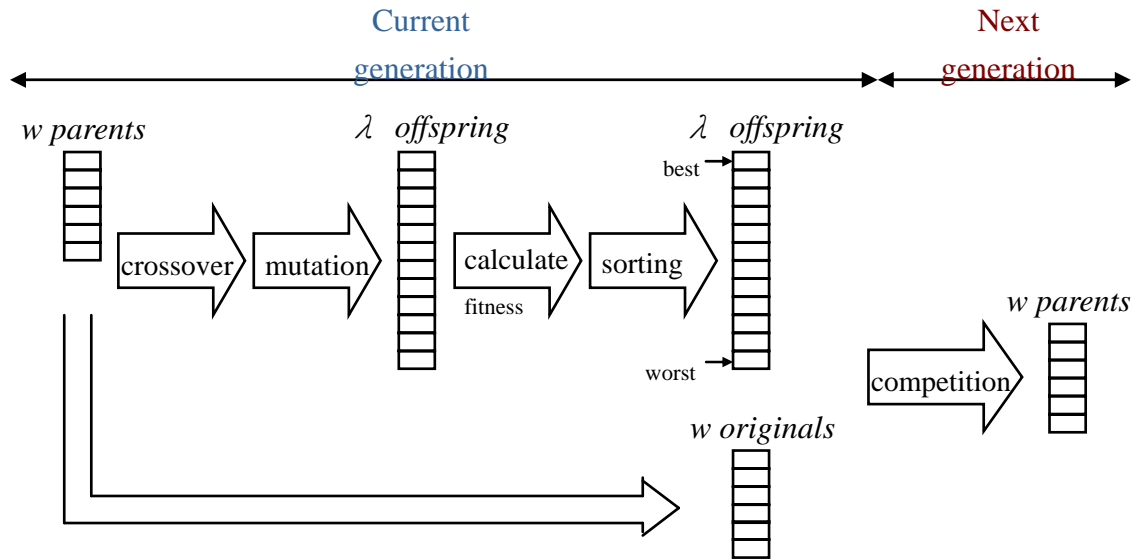 Current
generation
Next
generation
w parents
λ offspring
λ offspring
best
crossover
mutation
calculate
fitness
sorting
worst
w parents
competition
w originals